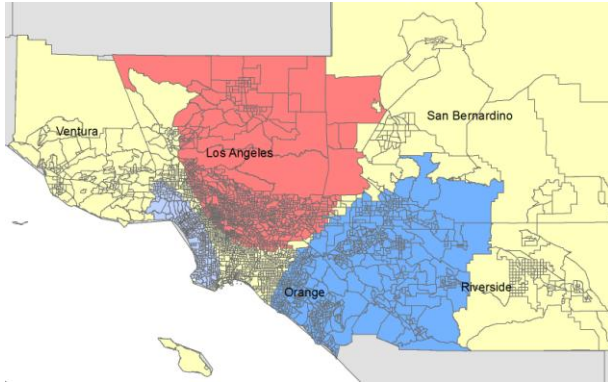 San Bernardino
Ventura
Los Angeles
Orange
Riverside